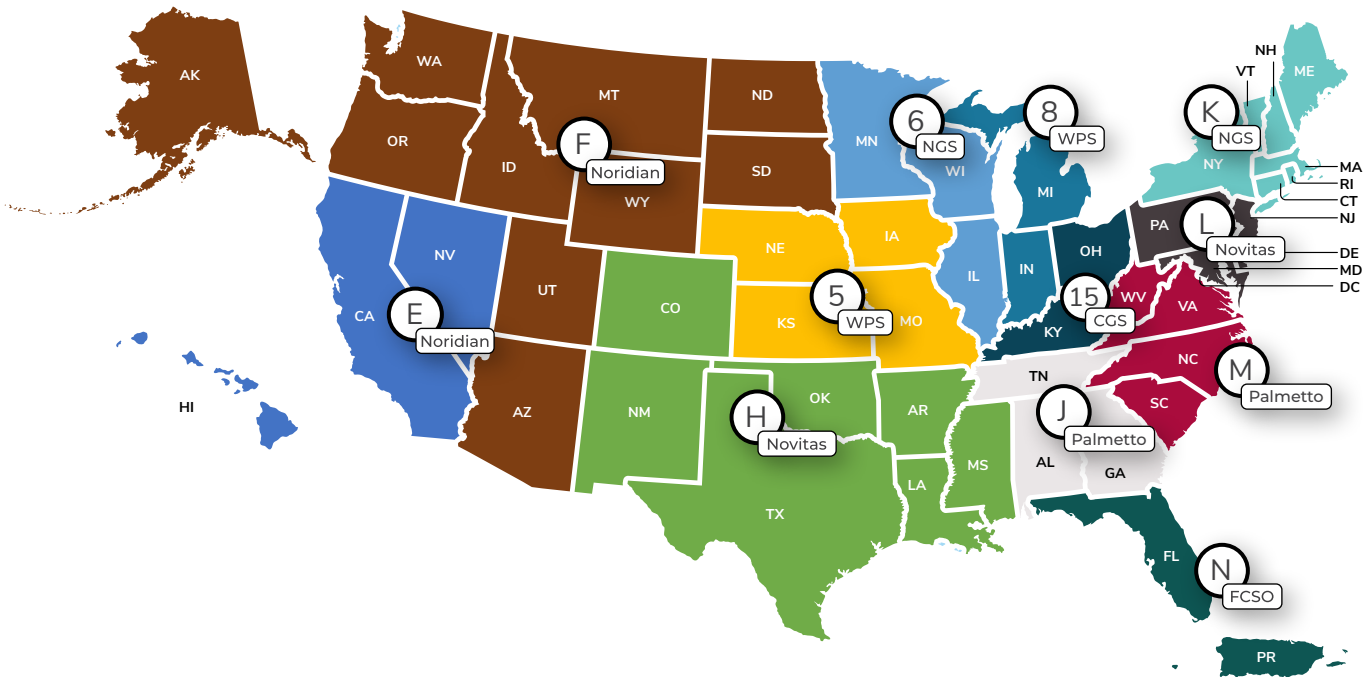 AK
WA
OR
ID
MT
ND
SD
WY
F
Noridian
UT
AZ
CA
NV
E
Noridian
HI
NE
IA
KS
MO
5
WPS
CO
NM
OK
TX
AR
LA
MS
H
Novitas
MN
WI
IL
6
NGS
MI
IN
8
WPS
OH
KY
15
CGS
TN
AL
GA
J
Palmetto
WV
VA
NC
SC
M
Palmetto
PA
L
Novitas
NH
VT
ME
NY
K
NGS
MA
RI
CT
NJ
DE
MD
DC
FL
N
FCSO
PR